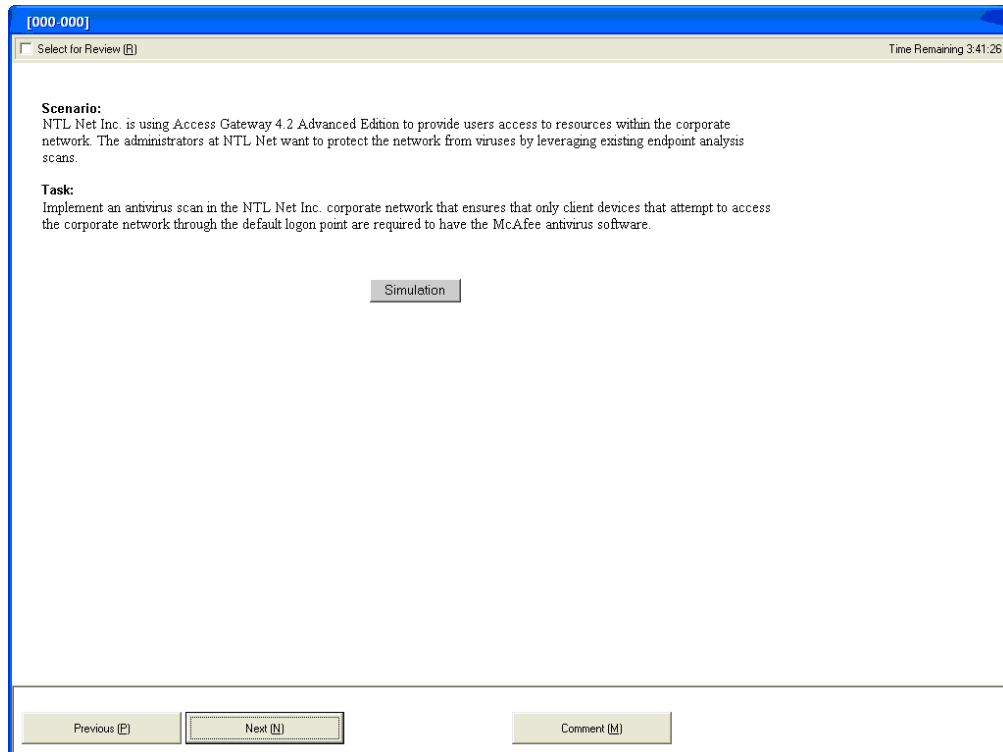 [000-000]
Select for Review (R)
Time Remaining 3:41:26
Scenario:
NTL Net Inc. is using Access Gateway 4.2 Advanced Edition to provide users access to resources within the corporate
network. The administrators at NTL Net want to protect the network from viruses by leveraging existing endpoint analysis
scans.
Task:
Implement an antivirus scan in the NTL Net Inc. corporate network that ensures that only client devices that attempt to access
the corporate network through the default logon point are required to have the McAfee antivirus software.
Simulation
Previous (P)
Next (N)
Comment (M)